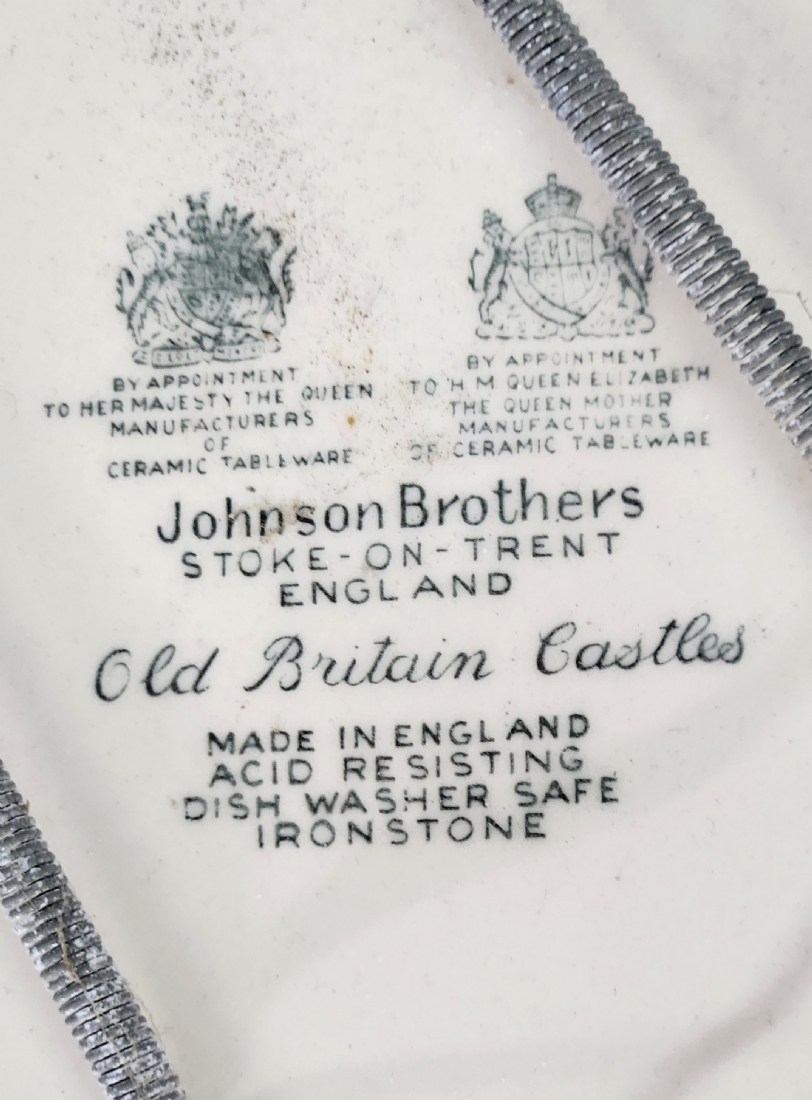 BY APPOINTMENT
TO HER MAJESTY THE QUEEN
MANUFACTURERS
OF
CERAMIC TABLEWARE
BY APPOINTMENT
TO H M QUEEN ELIZABETH
THE QUEEN MOTHER
MANUFACTURERS
OF CERAMIC TABLEWARE
Johnson Brothers
STOKE-ON-TRENT
ENGLAND
Old Britain Castles
MADE IN ENGLAND
ACID RESISTING
DISH WASHER SAFE
IRONSTONE